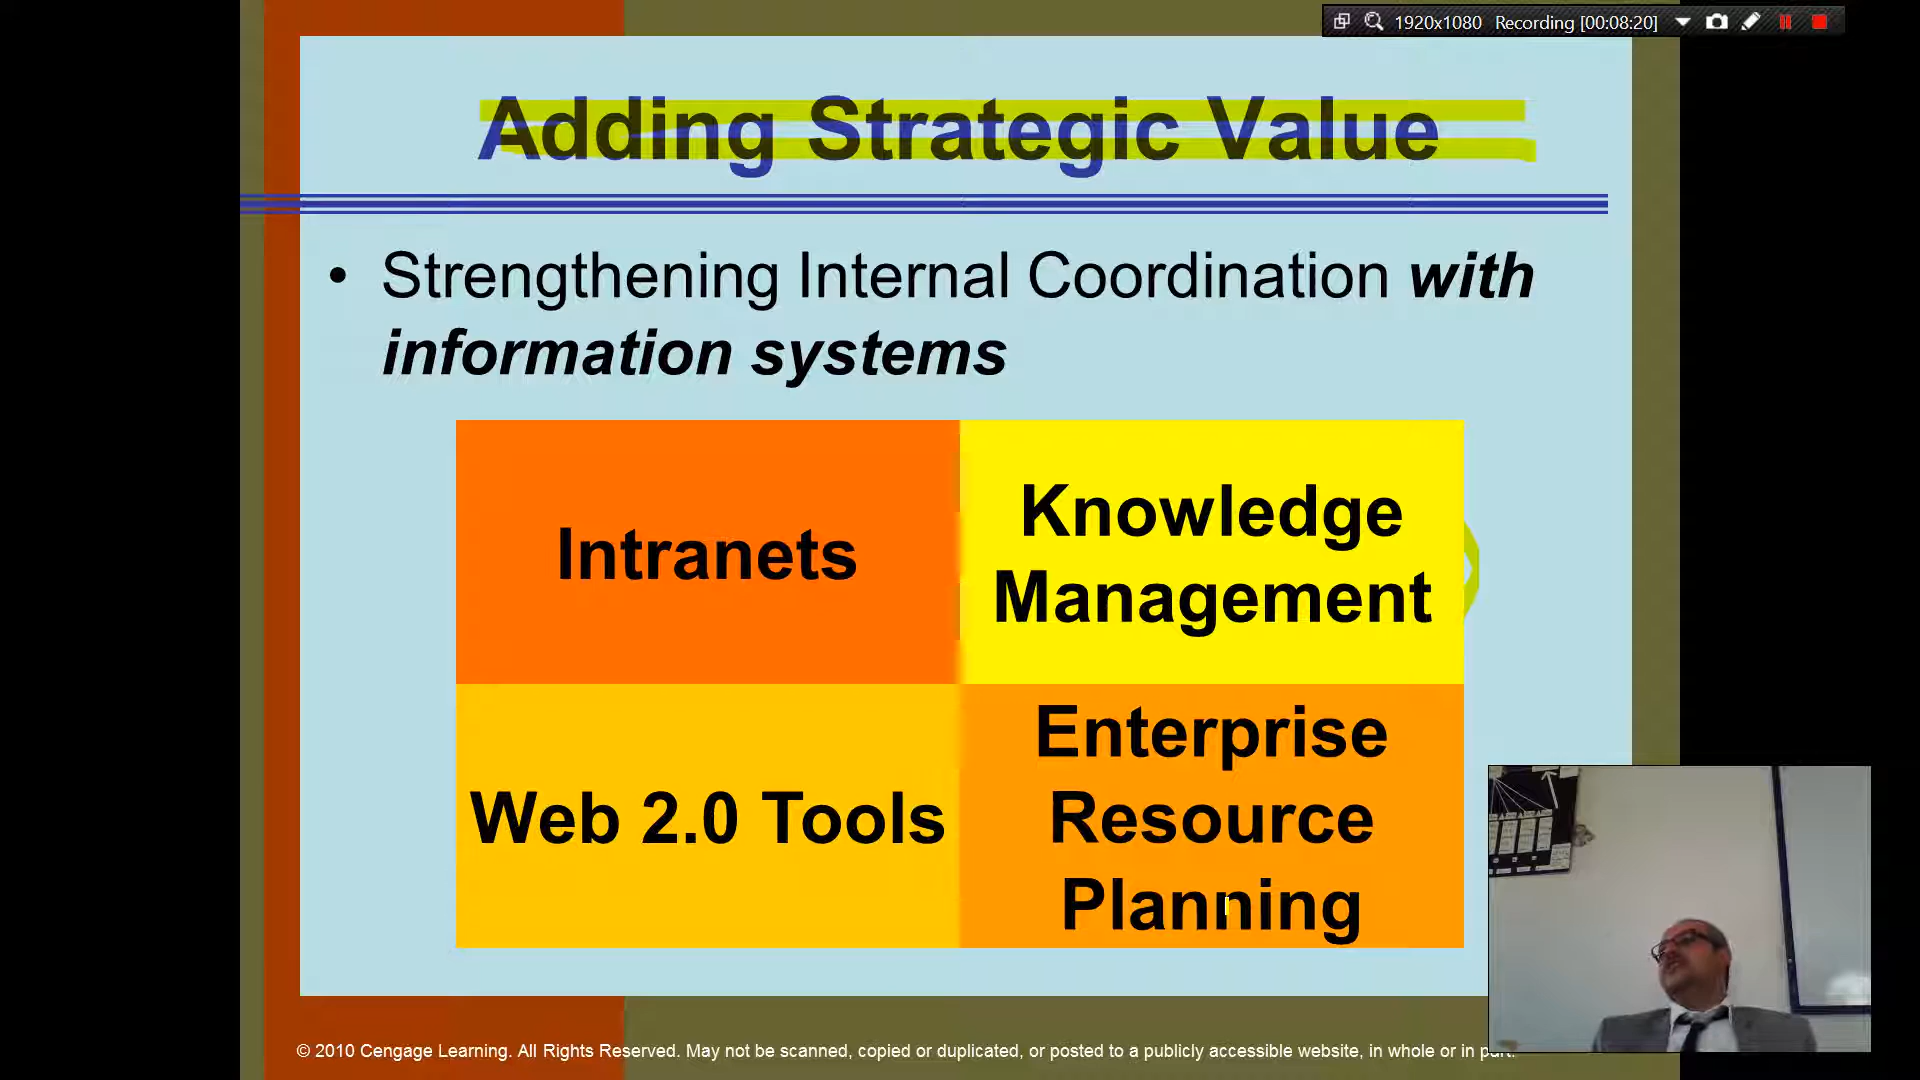 1920x1080 Recording [00:08:20]
Adding Strategic Value
• Strengthening Internal Coordination with
information systems
Intranets
Knowledge
Management
Web 2.0 Tools
Enterprise
Resource
Planning
© 2010 Cengage Learning. All Rights Reserved. May not be scanned, copied or duplicated, or posted to a publicly accessible website, in whole or in part.